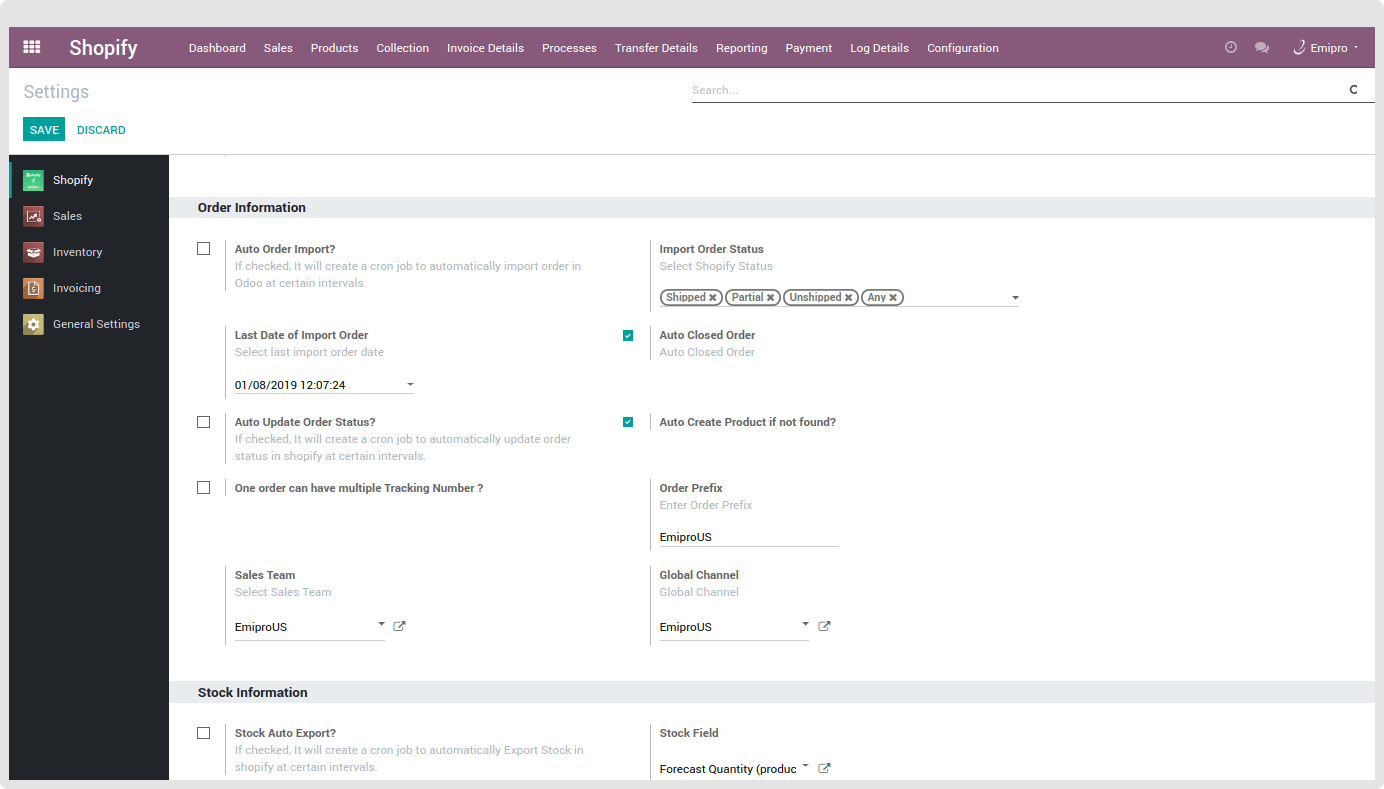 Shopify Dashboard Sales Products Collection Invoice Details Processes Transfer Details Reporting Payment Log Details Configuration Emipro
Settings
Search...
SAVE DISCARD
Shopify
Sales
Inventory
Invoicing
General Settings
Order Information
Auto Order Import?
If checked, It will create a cron job to automatically import order in
Odoo at certain intervals.
Import Order Status
Select Shopify Status
Shipped Partial Unshipped Any
Last Date of Import Order
Select last import order date
01/08/2019 12:07:24
Auto Closed Order
Auto Closed Order
Auto Update Order Status?
If checked, It will create a cron job to automatically update order
status in shopify at certain intervals.
Auto Create Product if not found?
One order can have multiple Tracking Number ?
Order Prefix
Enter Order Prefix
EmiproUS
Sales Team
Select Sales Team
EmiproUS
Global Channel
Global Channel
EmiproUS
Stock Information
Stock Auto Export?
If checked, It will create a cron job to automatically Export Stock in
shopify at certain intervals.
Stock Field
Forecast Quantity (produc